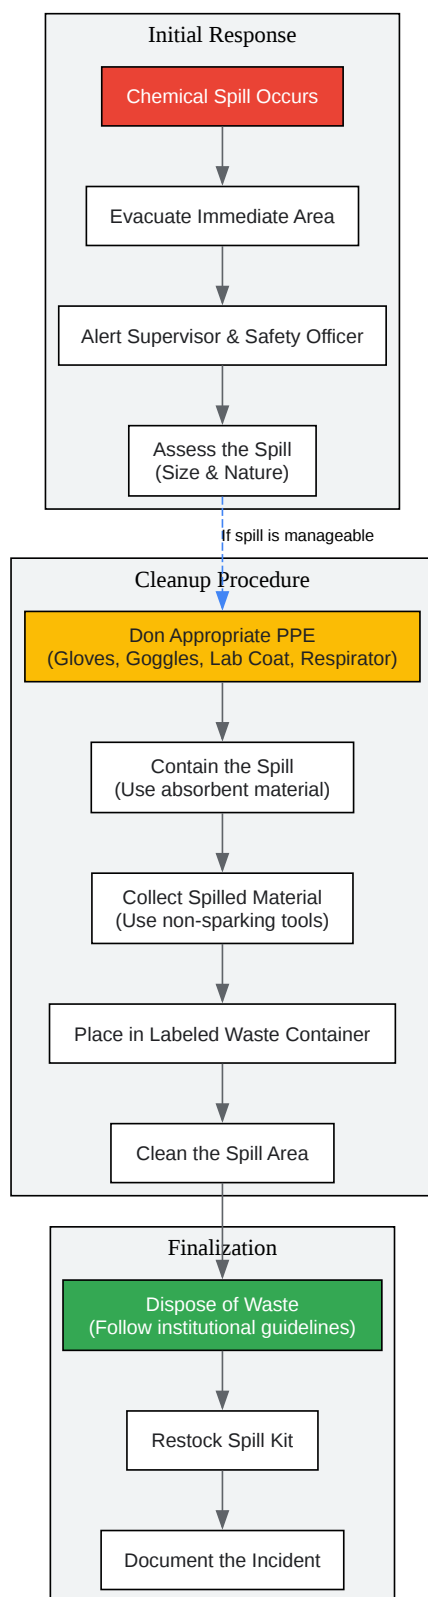 Initial Response
Chemical Spill Occurs
Evacuate Immediate Area
Alert Supervisor & Safety Officer
Assess the Spill
(Size & Nature)
If spill is manageable
Cleanup Procedure
Don Appropriate PPE
(Gloves, Goggles, Lab Coat, Respirator)
Contain the Spill
(Use absorbent material)
Collect Spilled Material
(Use non-sparking tools)
Place in Labeled Waste Container
Clean the Spill Area
Finalization
Dispose of Waste
(Follow institutional guidelines)
Restock Spill Kit
Document the Incident